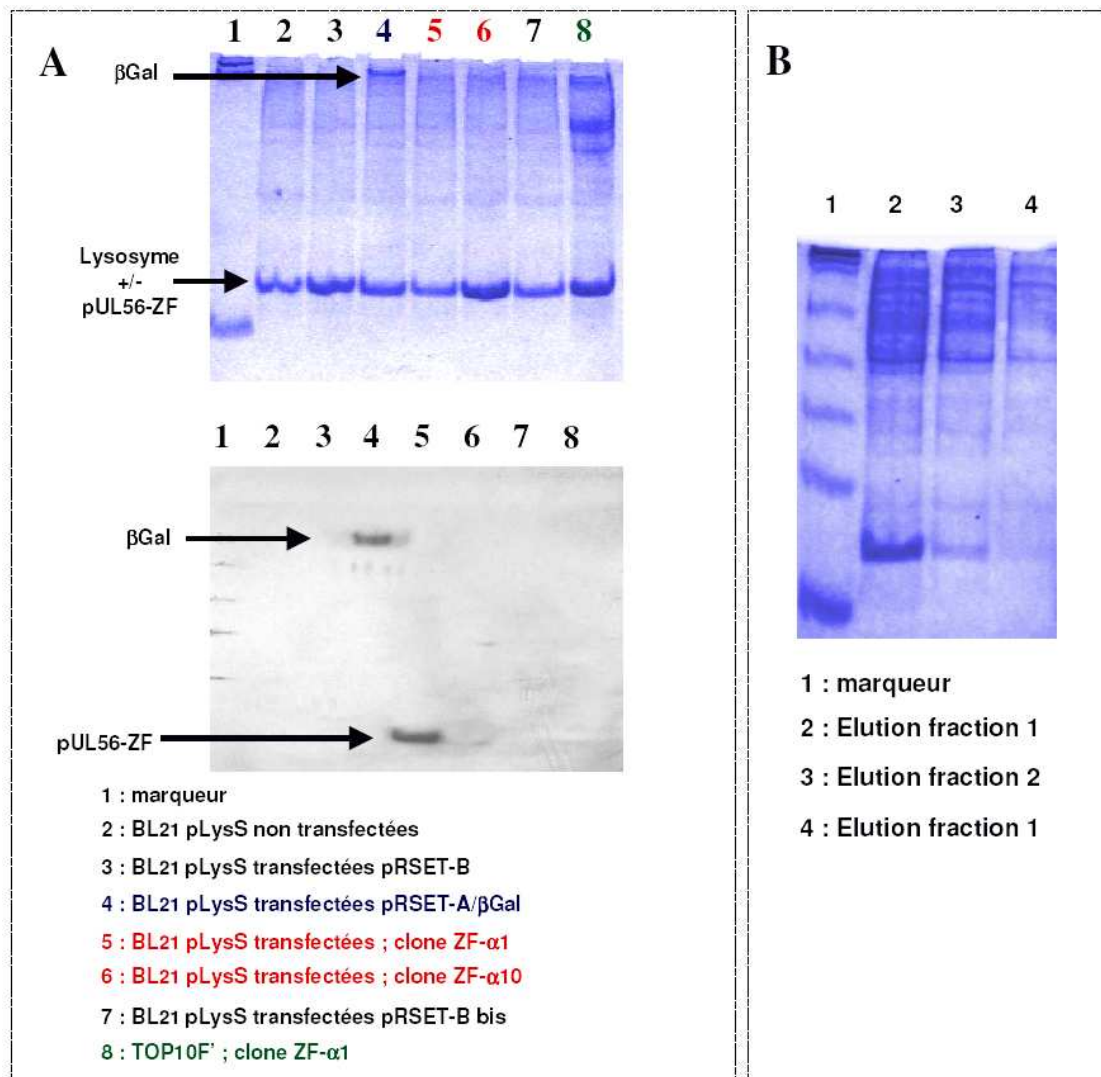 A
1 2 3 4 5 6 7 8
βGal
Lysosyme
+/-
pUL56-ZF
1 2 3 4 5 6 7 8
βGal
pUL56-ZF
1 : marqueur
2 : BL21 pLysS non transfectées
3 : BL21 pLysS transfectées pRSET-B
4 : BL21 pLysS transfectées pRSET-A/βGal
5 : BL21 pLysS transfectées ; clone ZF-α1
6 : BL21 pLysS transfectées ; clone ZF-α10
7 : BL21 pLysS transfectées pRSET-B bis
8 : TOP10F' ; clone ZF-α1
B
1 2 3 4
1 : marqueur
2 : Elution fraction 1
3 : Elution fraction 2
4 : Elution fraction 1